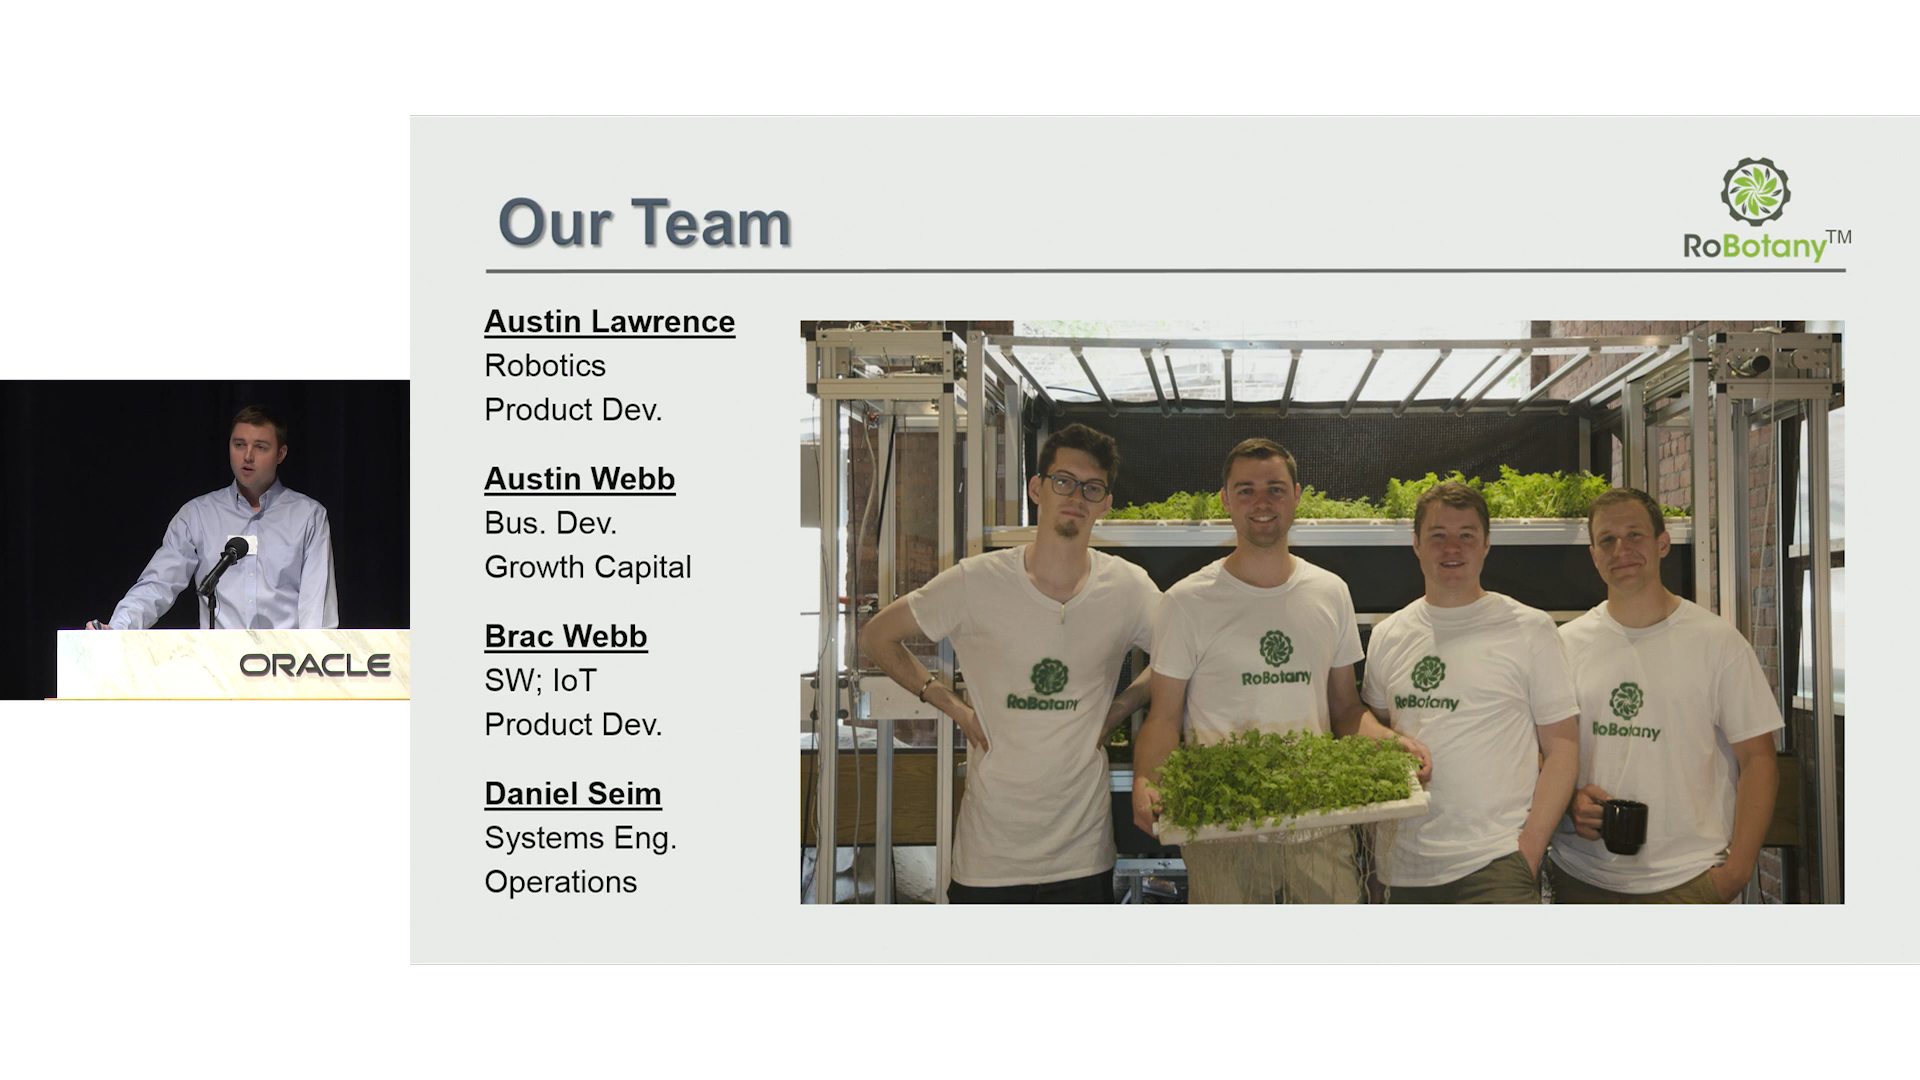 Our Team
RoBotany™
Austin Lawrence
Robotics
Product Dev.
Austin Webb
Bus. Dev.
Growth Capital
Brac Webb
SW; IoT
Product Dev.
Daniel Seim
Systems Eng.
Operations
RoBotany
RoBotany
RoBotany
RoBotany
ORACLE